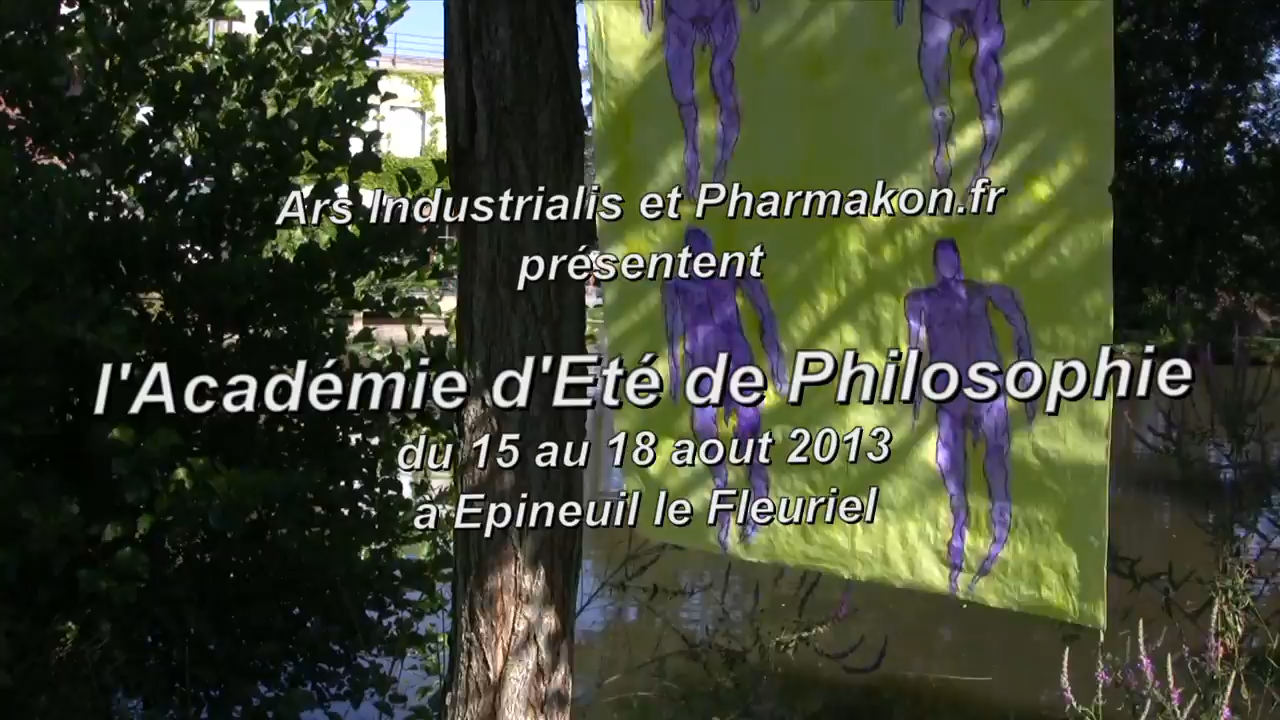 Ars Industrialis et Pharmakon.fr
présentent
l'Académie d'Eté de Philosophie
du 15 au 18 aout 2013
a Epineuil le Fleuriel